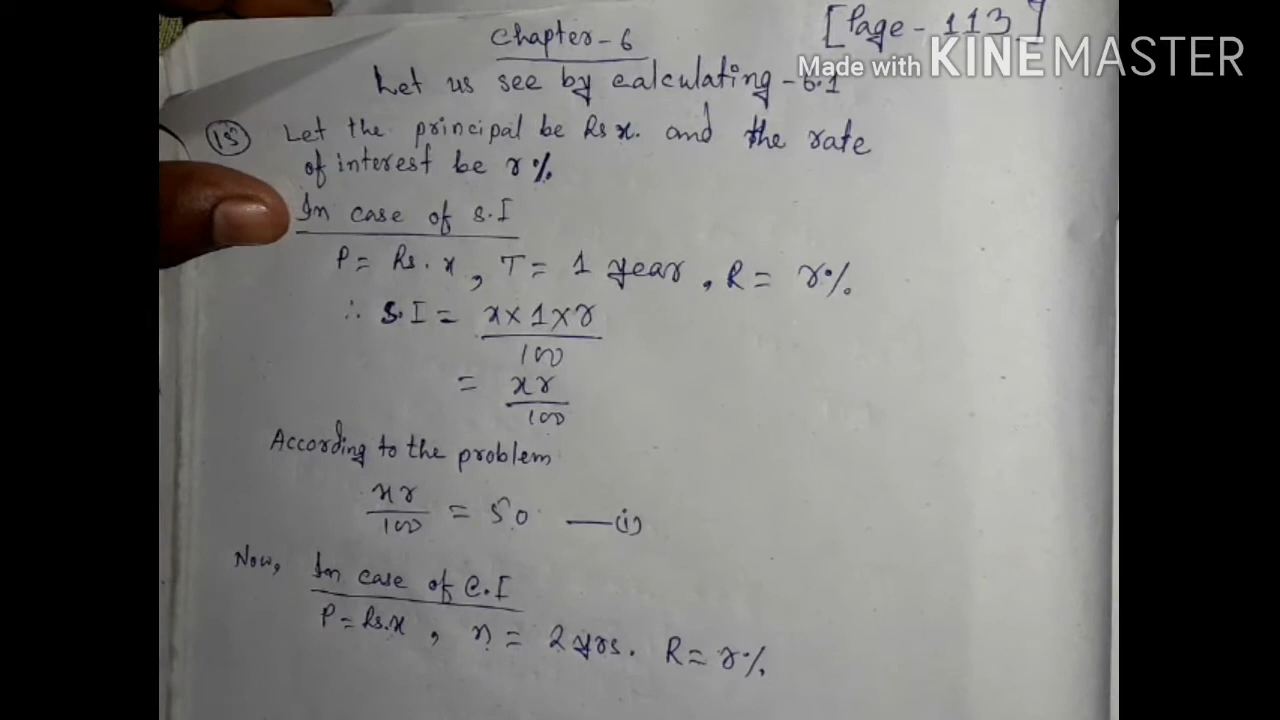 [Page - 113]
Made with KINEMASTER
Chapter - 6
Let us see by calculating - 6.1
15 Let the principal be Rs x. and the rate
of interest be r%
In case of S.I
P = Rs. x, T = 1 year, R = r%
∴ S.I = x × 1 × r / 100
= xr / 100
According to the problem
xr / 100 = 50 —(i)
Now, In case of C.I
P = Rs. x, n = 2 yrs. R = r%